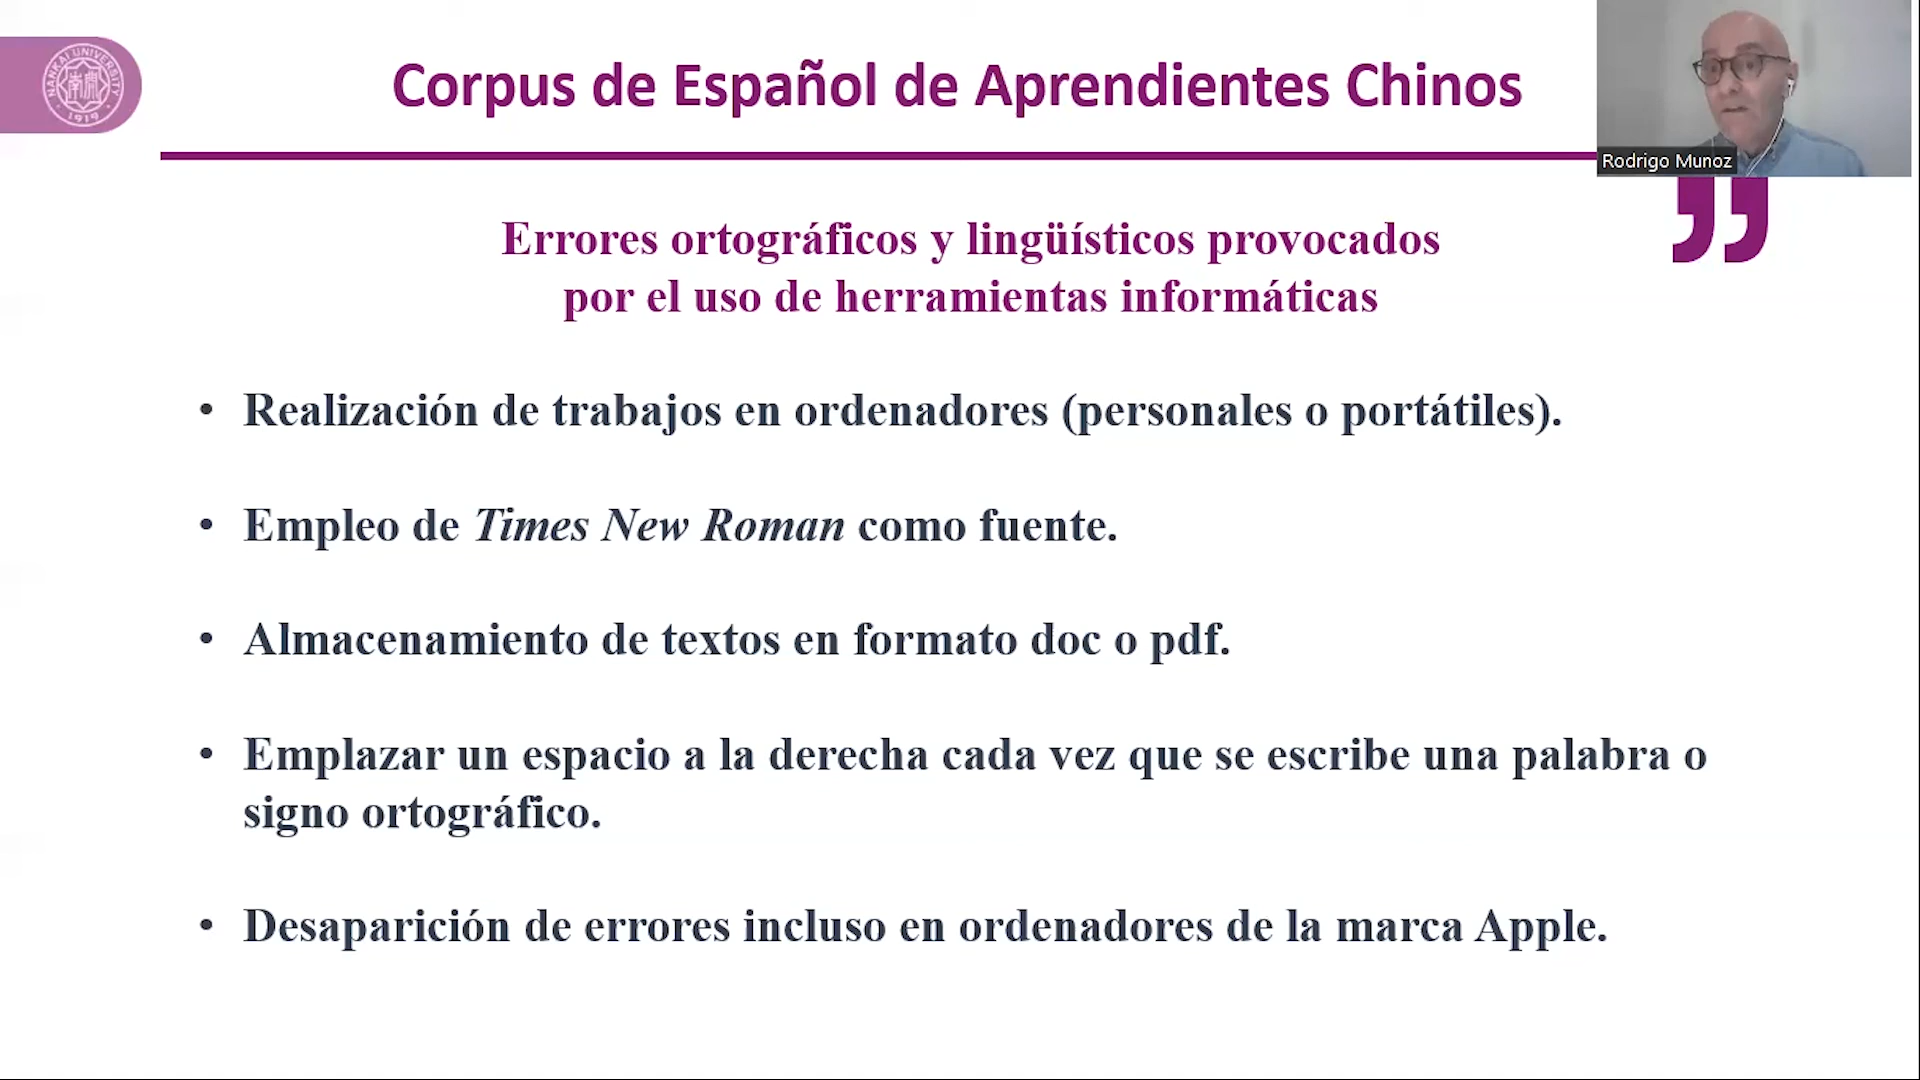 NANKAI UNIVERSITY
1919
Corpus de Español de Aprendientes Chinos
Rodrigo Munoz
Errores ortográficos y lingüísticos provocados
por el uso de herramientas informáticas
• Realización de trabajos en ordenadores (personales o portátiles).
• Empleo de Times New Roman como fuente.
• Almacenamiento de textos en formato doc o pdf.
• Emplazar un espacio a la derecha cada vez que se escribe una palabra o
signo ortográfico.
• Desaparición de errores incluso en ordenadores de la marca Apple.